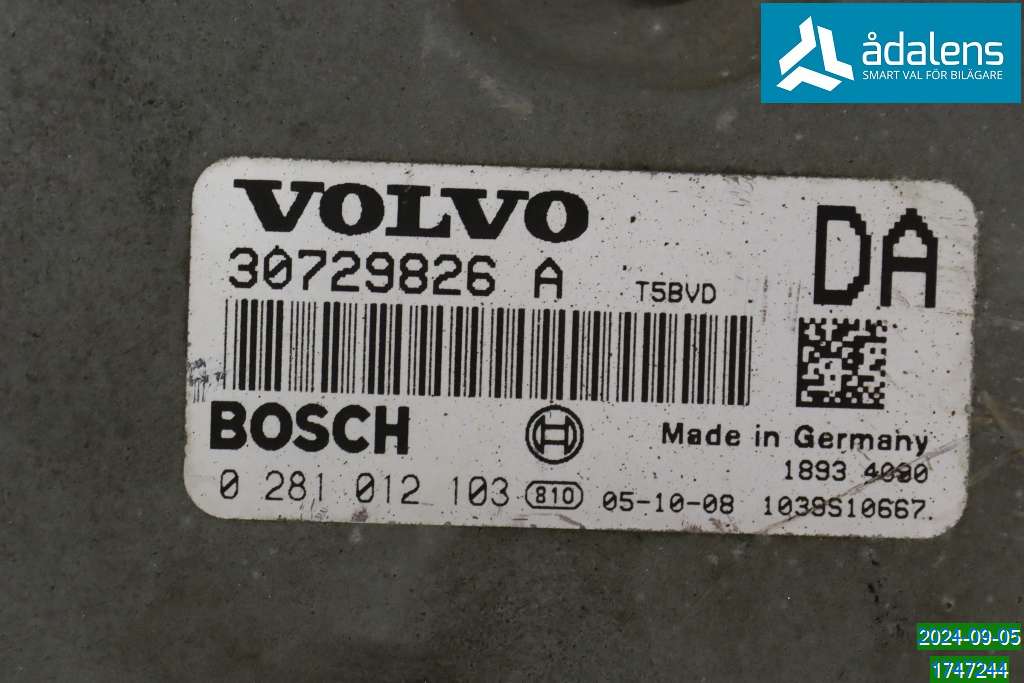 ådalens
SMART VAL FÖR BILÄGARE
VOLVO
30729826 A T5BVD DA
BOSCH
Made in Germany
1893 4090
0 281 012 103 810 05-10-08 1039S10667
2024-09-05
1747244